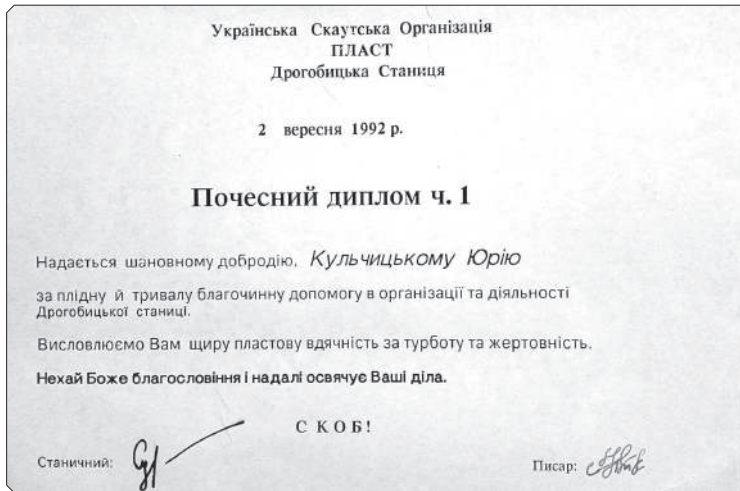 Українська Скаутська Організація
ПЛАСТ
Дрогобицька Станиця
2 вересня 1992 р.
Почесний диплом ч. 1
Надається шановному добродію, Кульчицькому Юрію
за плідну й тривалу благочинну допомогу в організації та діяльності
Дрогобицької станиці.
Висловлюємо Вам щиру пластову вдячність за турботу та жертовність.
Нехай Боже благословіння і надалі освячує Ваші діла.
СКОБ!
Станичний:
Писар: